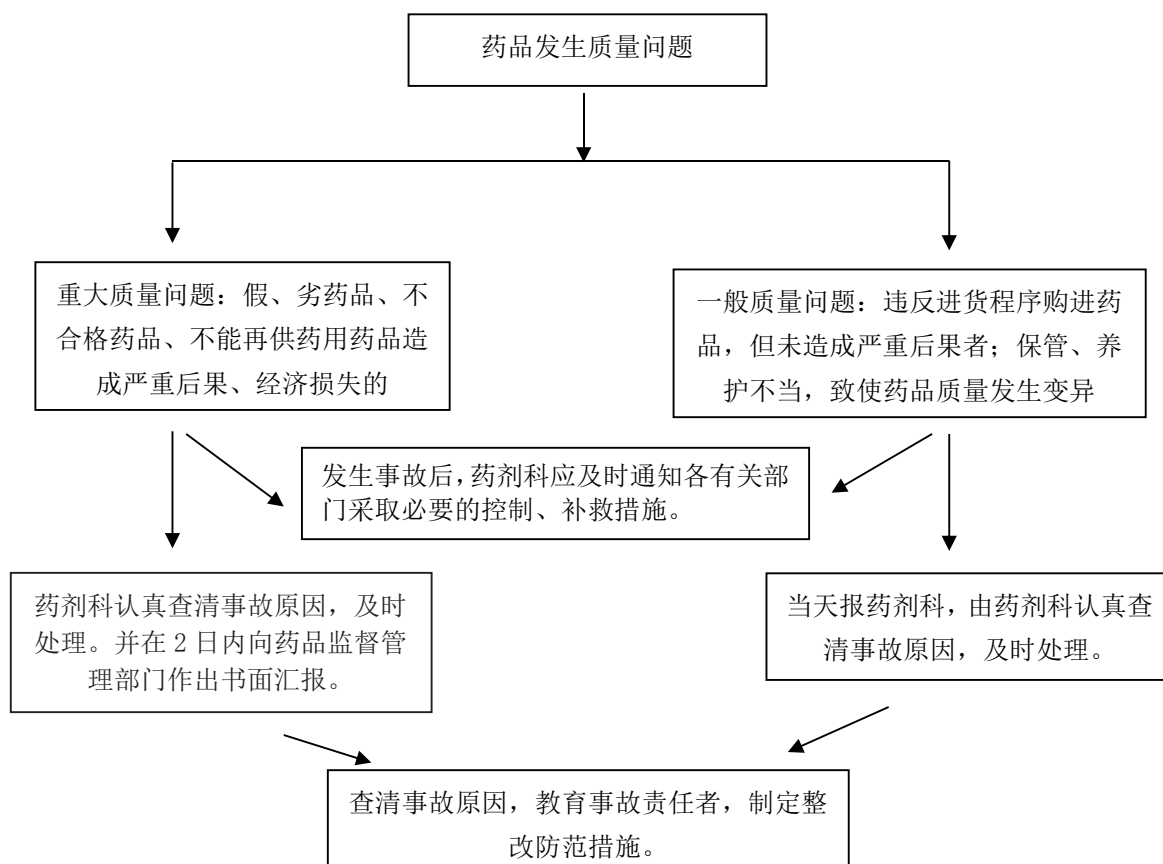 药品发生质量问题
重大质量问题：假、劣药品、不
合格药品、不能再供药用药品造
成严重后果、经济损失的
一般质量问题：违反进货程序购进药
品，但未造成严重后果者；保管、养
护不当，致使药品质量发生变异
发生事故后，药剂科应及时通知各有关部
门采取必要的控制、补救措施。
药剂科认真查清事故原因，及时
处理。并在 2 日内向药品监督管
理部门作出书面汇报。
当天报药剂科，由药剂科认真查
清事故原因，及时处理。
查清事故原因，教育事故责任者，制定整
改防范措施。